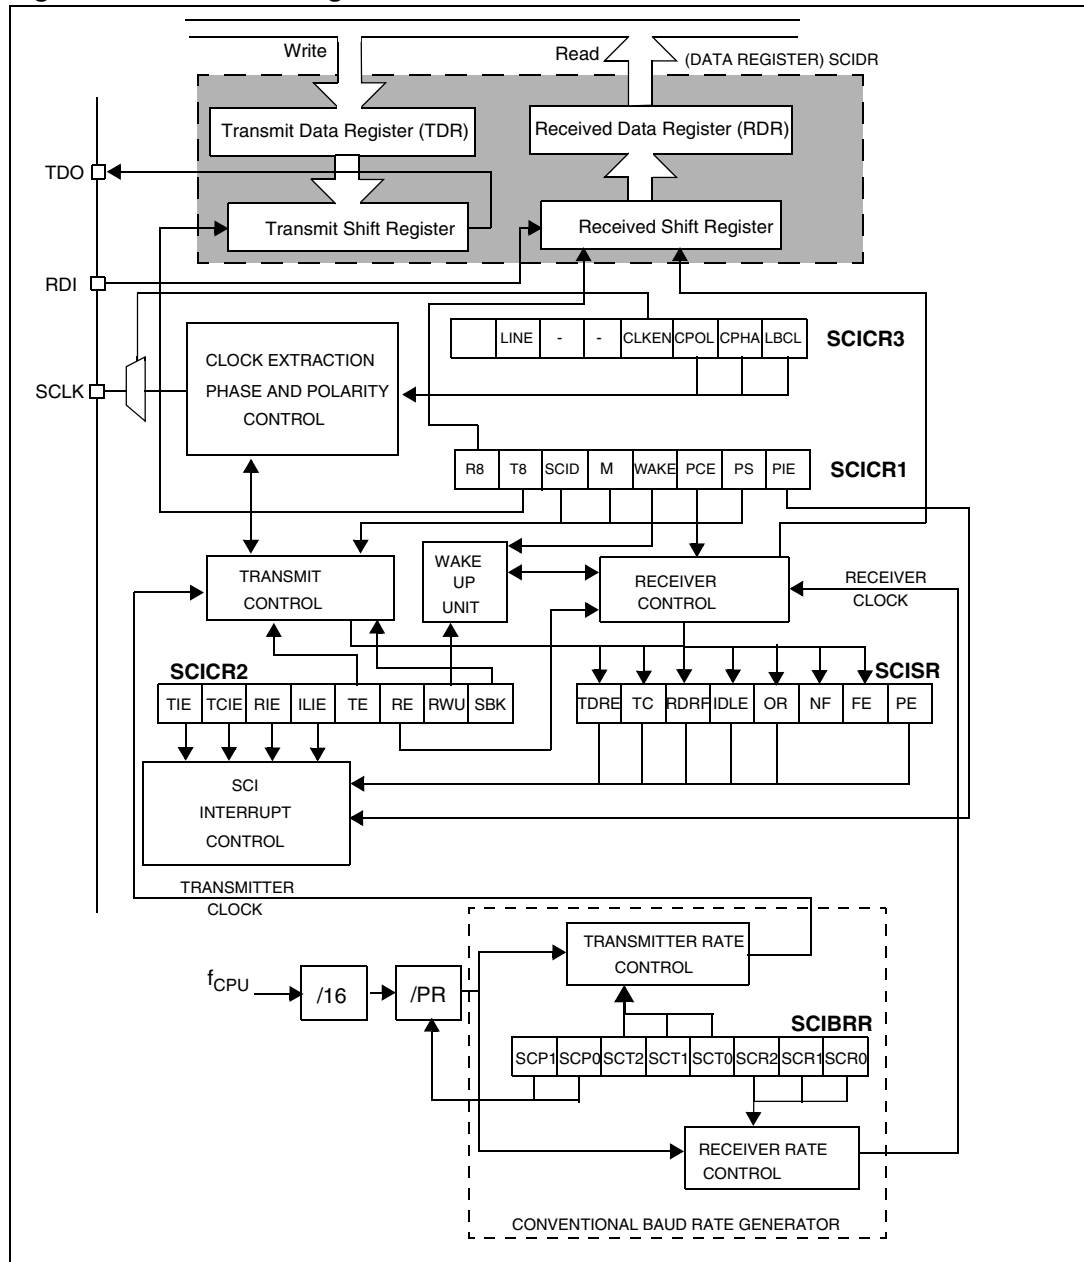 Write
Read
(DATA REGISTER) SCIDR
Transmit Data Register (TDR)
Received Data Register (RDR)
TDO
Transmit Shift Register
Received Shift Register
RDI
LINE - - CLKEN CPOL CPHA LBCL
SCICR3
CLOCK EXTRACTION
PHASE AND POLARITY
CONTROL
SCLK
R8 T8 SCID M WAKE PCE PS PIE
SCICR1
TRANSMIT
CONTROL
WAKE
UP
UNIT
RECEIVER
CONTROL
RECEIVER
CLOCK
SCICR2
SCISR
TIE TCIE RIE ILIE TE RE RWU SBK
TDRE TC RDRF IDLE OR NF FE PE
SCI
INTERRUPT
CONTROL
TRANSMITTER
CLOCK
TRANSMITTER RATE
CONTROL
fCPU
/16
/PR
SCIBRR
SCP1 SCP0 SCT2 SCT1 SCT0 SCR2 SCR1 SCR0
RECEIVER RATE
CONTROL
CONVENTIONAL BAUD RATE GENERATOR